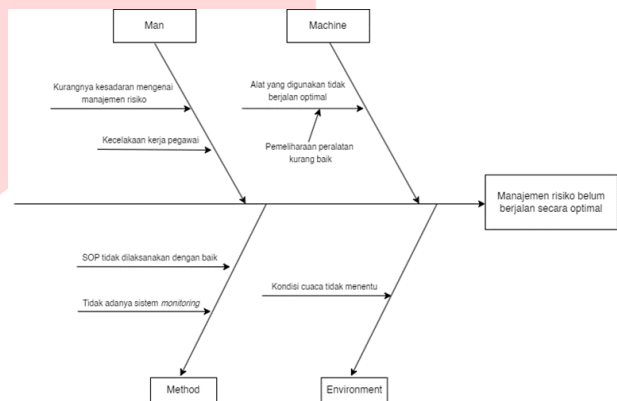 Man
Machine
Kurangnya kesadaran mengenai
manajemen risiko
Kecelakaan kerja pegawai
Alat yang digunakan tidak
berjalan optimal
Pemeliharaan peralatan
kurang baik
Manajemen risiko belum
berjalan secara optimal
SOP tidak dilaksanakan dengan baik
Tidak adanya sistem monitoring
Kondisi cuaca tidak menentu
Method
Environment